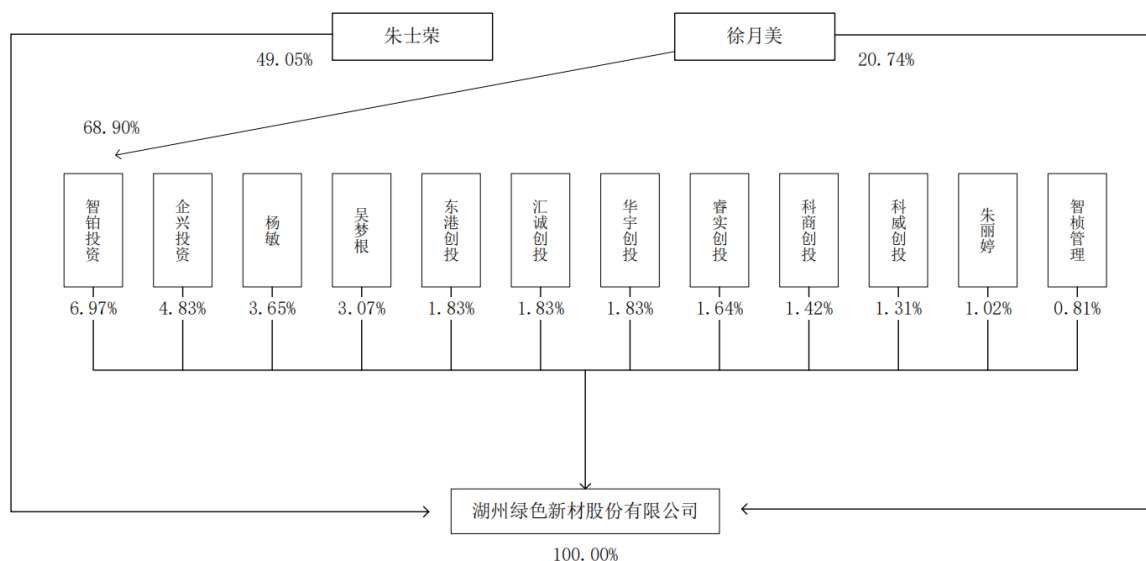 朱士荣
徐月美
49.05%
20.74%
68.90%
智铂投资
企兴投资
杨敏
吴梦根
东港创投
汇诚创投
华宇创投
睿实创投
科商创投
科威创投
朱丽婷
智桢管理
6.97%
4.83%
3.65%
3.07%
1.83%
1.83%
1.83%
1.64%
1.42%
1.31%
1.02%
0.81%
湖州绿色新材股份有限公司
100.00%